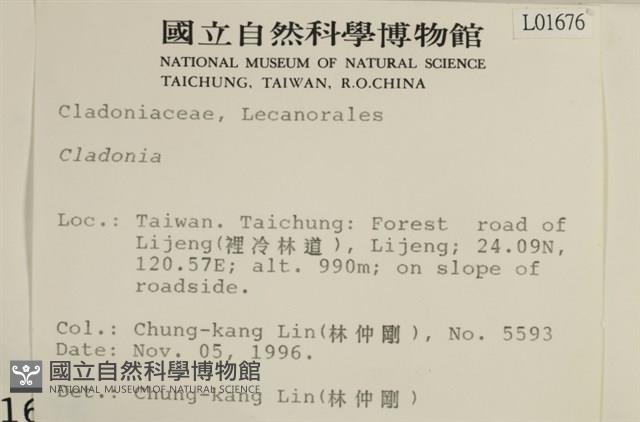 L01676
國立自然科學博物館
NATIONAL MUSEUM OF NATURAL SCIENCE
TAICHUNG, TAIWAN, R.O.CHINA
Cladoniaceae, Lecanorales
Cladonia
Loc.: Taiwan. Taichung: Forest road of
Lijeng(裡冷林道), Lijeng; 24.09N,
120.57E; alt. 990m; on slope of
roadside.
Col.: Chung-kang Lin(林仲剛), No. 5593
Date: Nov. 05, 1996.
國立自然科學博物館
NATIONAL MUSEUM OF NATURAL SCIENCE
Det.: Chung-kang Lin(林仲剛)
16